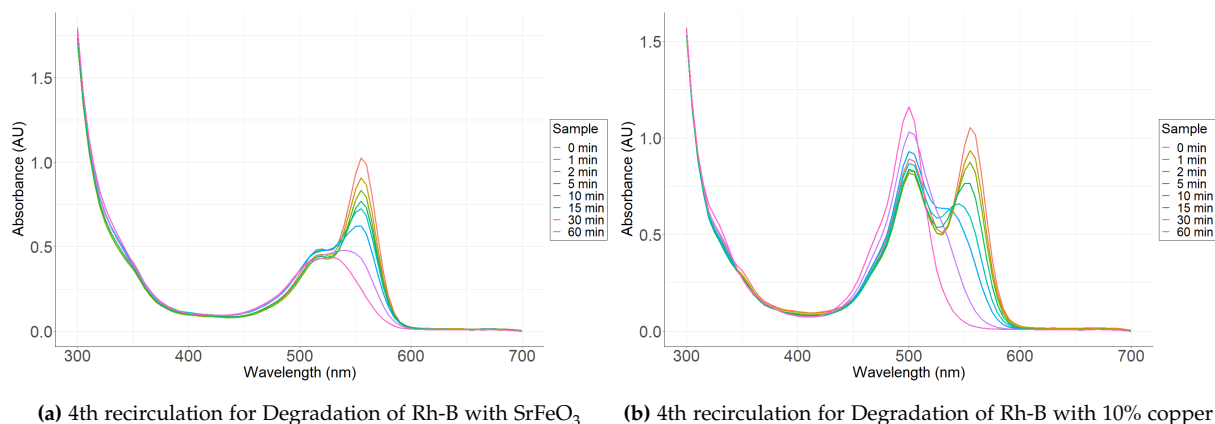 1.5
1.0
0.5
0.0
Absorbance (AU)
300 400 500 600 700
Wavelength (nm)
Sample
0 min
1 min
2 min
5 min
10 min
15 min
30 min
60 min
(a) 4th recirculation for Degradation of Rh-B with SrFeO₃
1.5
1.0
0.5
0.0
Absorbance (AU)
300 400 500 600 700
Wavelength (nm)
Sample
0 min
1 min
2 min
5 min
10 min
15 min
30 min
60 min
(b) 4th recirculation for Degradation of Rh-B with 10% copper